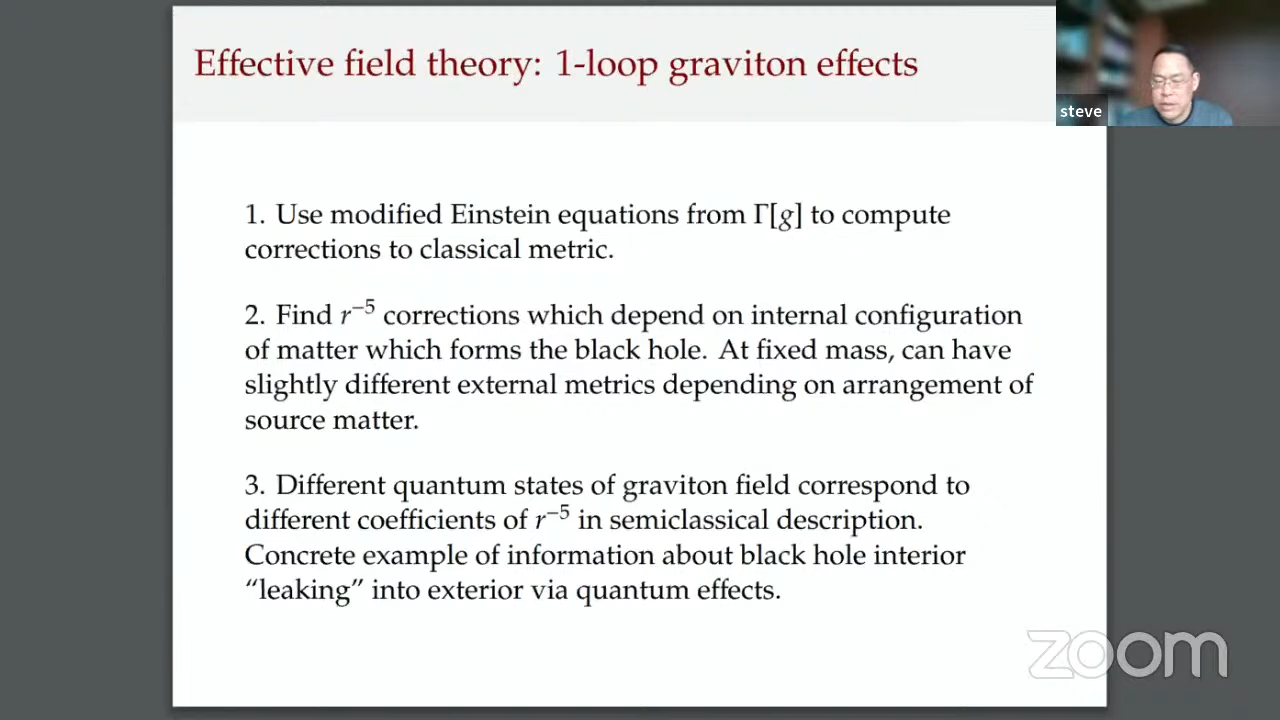 Effective field theory: 1-loop graviton effects
steve
1. Use modified Einstein equations from Γ[g] to compute
corrections to classical metric.
2. Find r⁻⁵ corrections which depend on internal configuration
of matter which forms the black hole. At fixed mass, can have
slightly different external metrics depending on arrangement of
source matter.
3. Different quantum states of graviton field correspond to
different coefficients of r⁻⁵ in semiclassical description.
Concrete example of information about black hole interior
“leaking” into exterior via quantum effects.
zoom